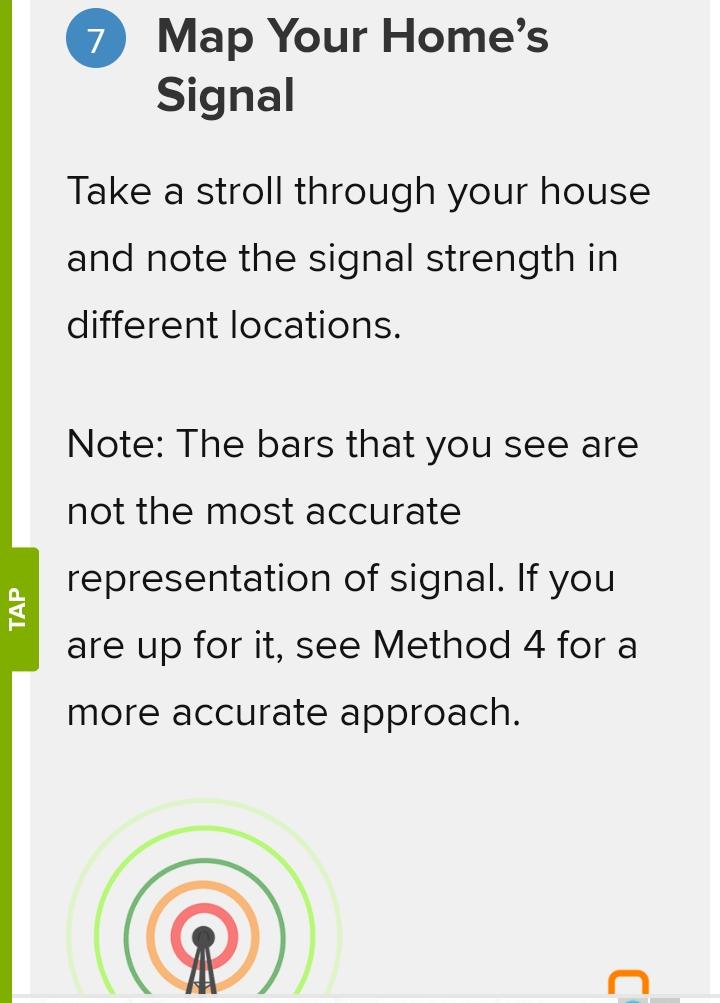 7 Map Your Home’s
Signal
Take a stroll through your house
and note the signal strength in
different locations.
Note: The bars that you see are
not the most accurate
representation of signal. If you
are up for it, see Method 4 for a
more accurate approach.
TAP